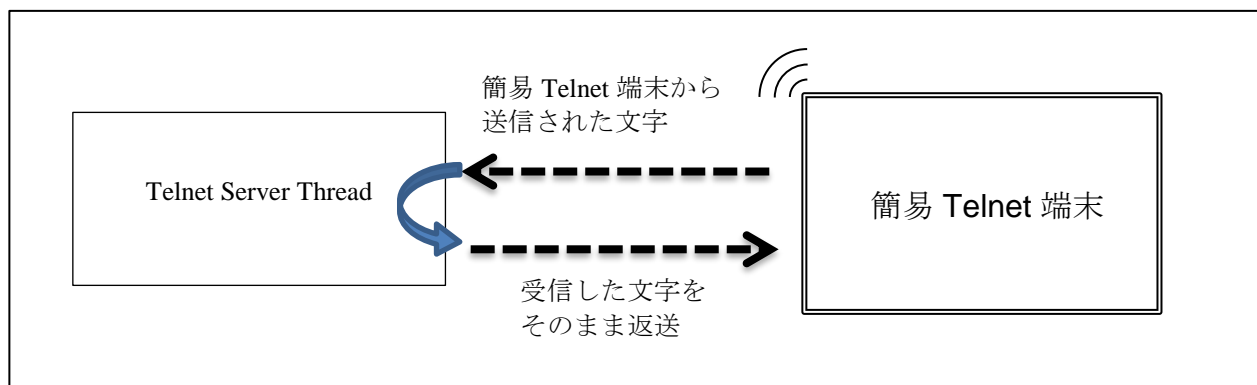 簡易 Telnet 端末から
送信された文字
Telnet Server Thread
簡易 Telnet 端末
受信した文字を
そのまま返送